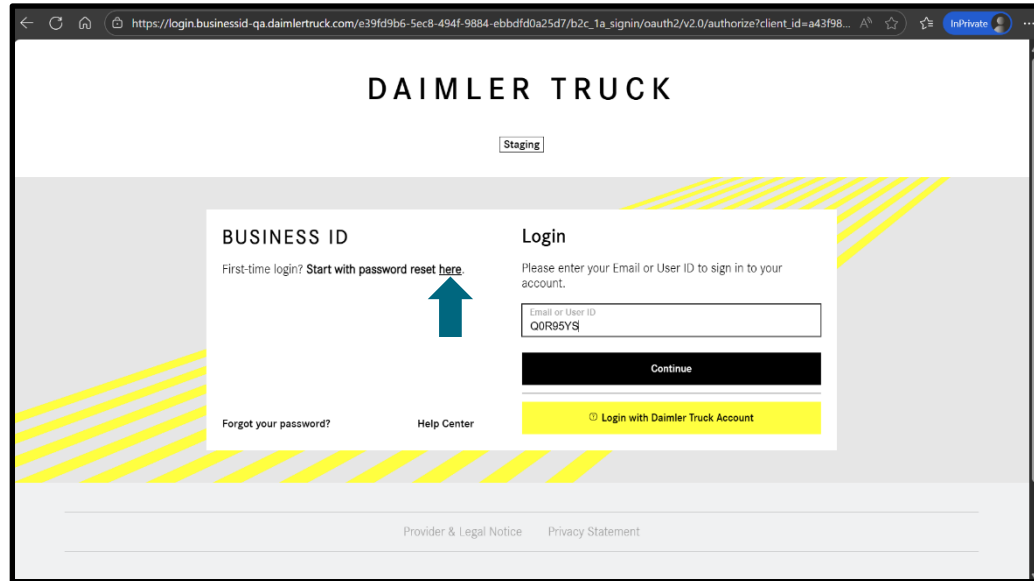 https://login.businessid-qa.daimlertruck.com/e39fd9b6-5ec8-494f-9884-ebbdfd0a25d7/b2c_1a_signin/oauth2/v2.0/authorize?client_id=a43f98...
InPrivate
DAIMLER TRUCK
Staging
BUSINESS ID
First-time login? Start with password reset here.
Forgot your password?
Help Center
Login
Please enter your Email or User ID to sign in to your
account.
Email or User ID
Q0R95YS
Continue
Login with Daimler Truck Account
Provider & Legal Notice
Privacy Statement